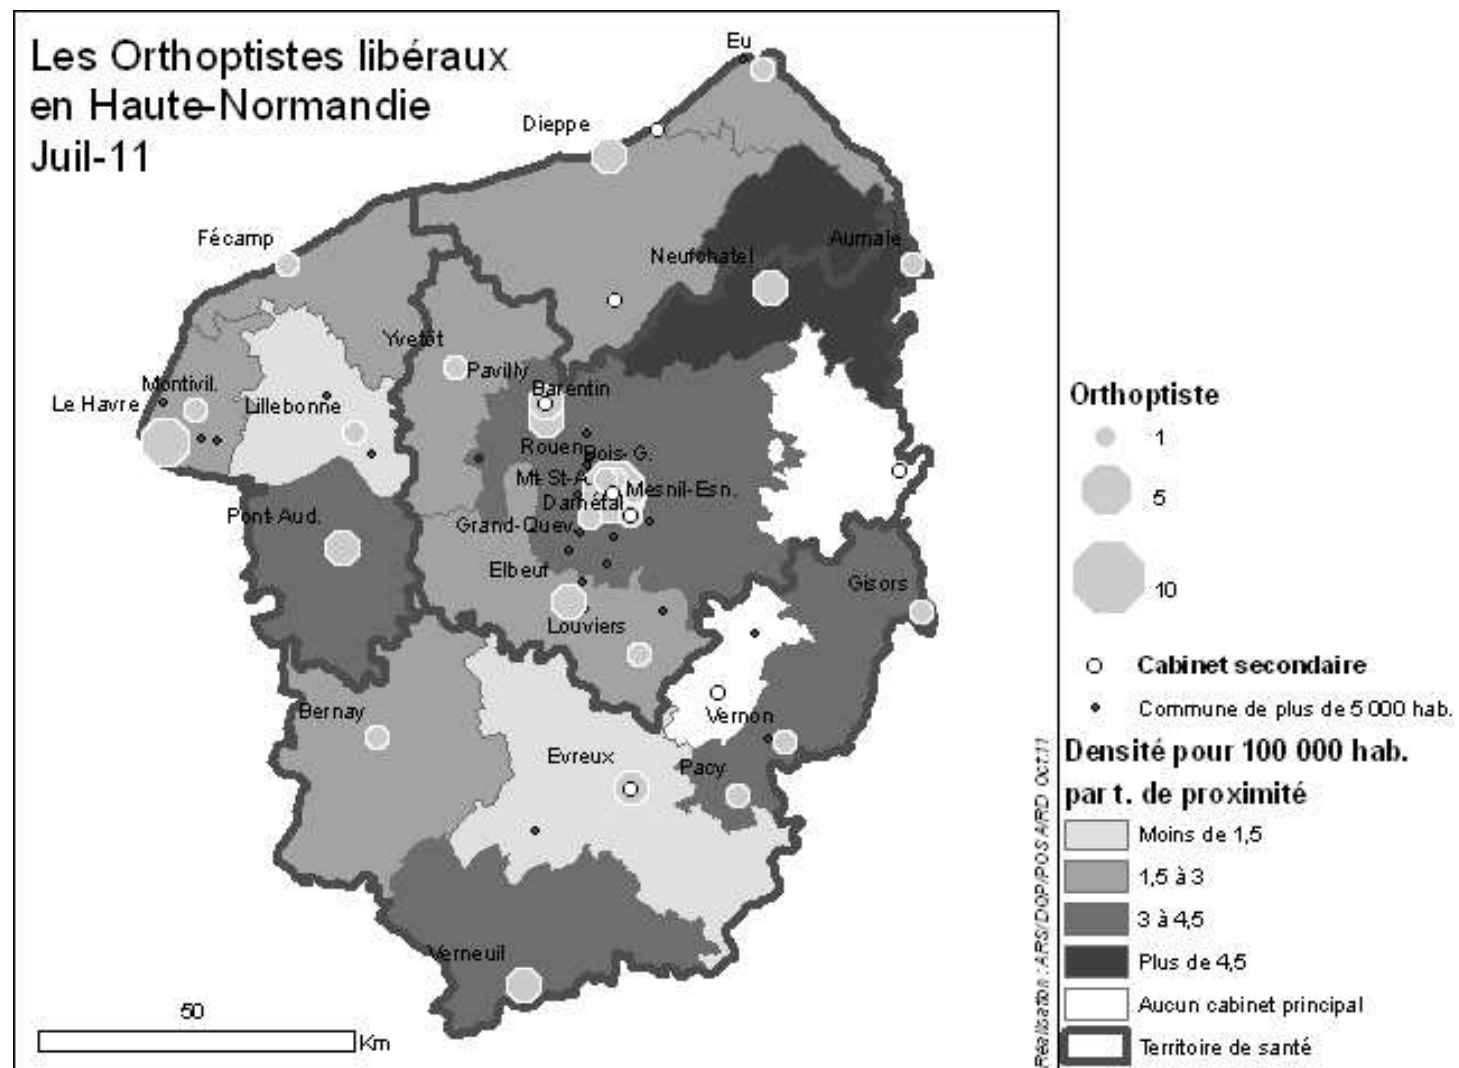 Les Orthoptistes libéraux
en Haute-Normandie
Juil-11
Eu
Dieppe
Fécamp
Neufchatel
Aumale
Yvetôt
Pavilly
Montivil.
Barentin
Le Havre
Lillebonne
Rouen
Bois-G.
Mt-St-A.
Mesnil-Esn.
Darnétal
Pont-Aud.
Grand-Quev.
Elbeuf
Gisors
Louviers
Bernay
Vernon
Evreux
Pacy
Verneuil
50
Km
Réalisation : ARS/DOP/POSA/RD Oct.11
Orthoptiste
1
5
10
Cabinet secondaire
Commune de plus de 5 000 hab.
Densité pour 100 000 hab.
par t. de proximité
Moins de 1,5
1,5 à 3
3 à 4,5
Plus de 4,5
Aucun cabinet principal
Territoire de santé